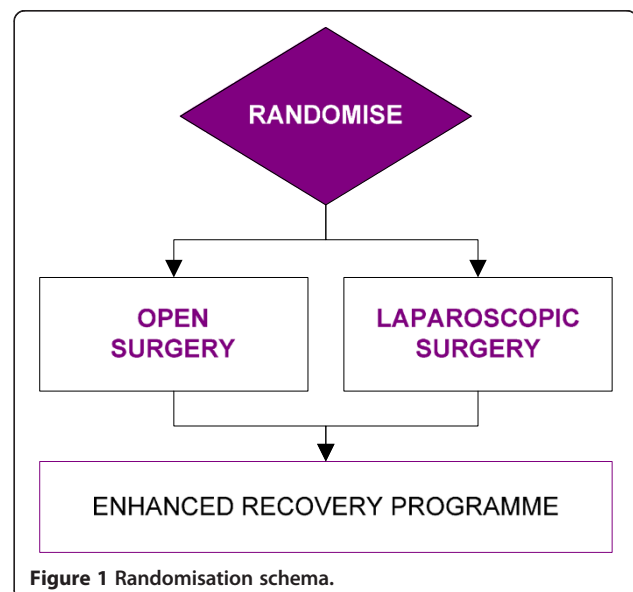 RANDOMISE
OPEN
SURGERY
LAPAROSCOPIC
SURGERY
ENHANCED RECOVERY PROGRAMME
Figure 1 Randomisation schema.